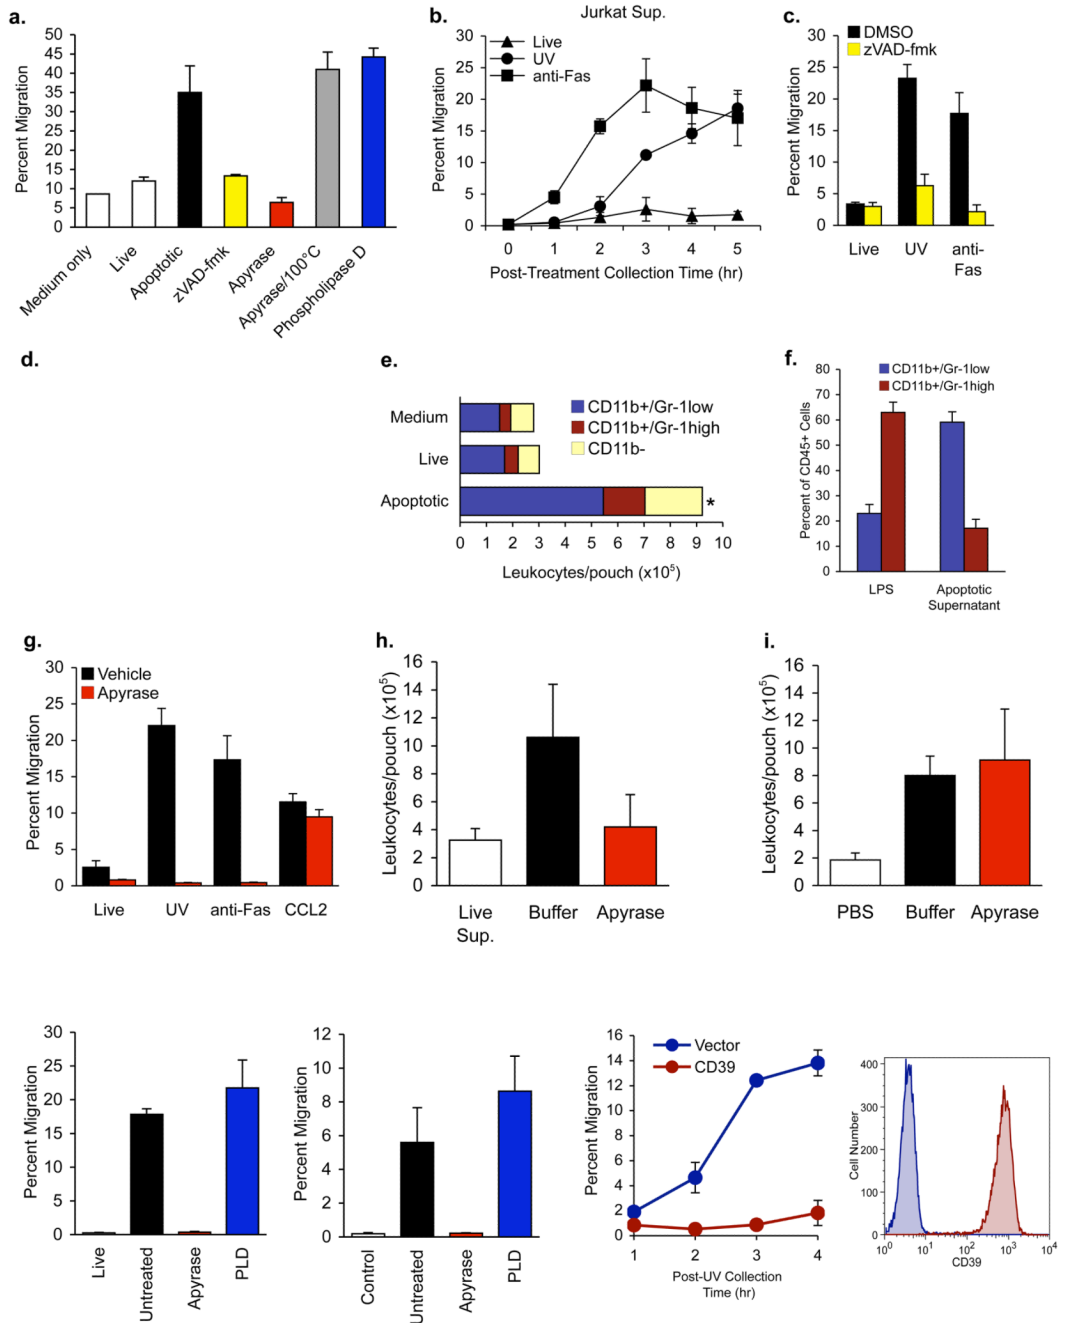 a.
50
45
40
35
30
25
20
15
10
5
0
Percent Migration
Medium only
Live
Apoptotic
zVAD-fmk
Apyrase
Apyrase/100°C
Phospholipase D
b.
Jurkat Sup.
Live
UV
anti-Fas
30
25
20
15
10
5
0
Percent Migration
0 1 2 3 4 5
Post-Treatment Collection Time (hr)
c.
DMSO
zVAD-fmk
30
25
20
15
10
5
0
Percent Migration
Live UV anti-
Fas
d.
e.
Medium
Live
Apoptotic
CD11b+/Gr-1low
CD11b+/Gr-1high
CD11b-
*
0 1 2 3 4 5 6 7 8 9 10
Leukocytes/pouch (x10⁵)
f.
CD11b+/Gr-1low
CD11b+/Gr-1high
80
70
60
50
40
30
20
10
0
Percent of CD45+ Cells
LPS Apoptotic
Supernatant
g.
Vehicle
Apyrase
30
25
20
15
10
5
0
Percent Migration
Live UV anti-Fas CCL2
h.
16
14
12
10
8
6
4
2
0
Leukocytes/pouch (x10⁵)
Live Buffer Apyrase
Sup.
i.
16
14
12
10
8
6
4
2
0
Leukocytes/pouch (x10⁵)
PBS Buffer Apyrase
30
25
20
15
10
5
0
Percent Migration
Live
Untreated
Apyrase
PLD
12
10
8
6
4
2
0
Percent Migration
Control
Untreated
Apyrase
PLD
Vector
CD39
16
14
12
10
8
6
4
2
0
Percent Migration
1 2 3 4
Post-UV Collection
Time (hr)
400
300
200
100
0
Cell Number
10⁰ 10¹ 10² 10³ 10⁴
CD39